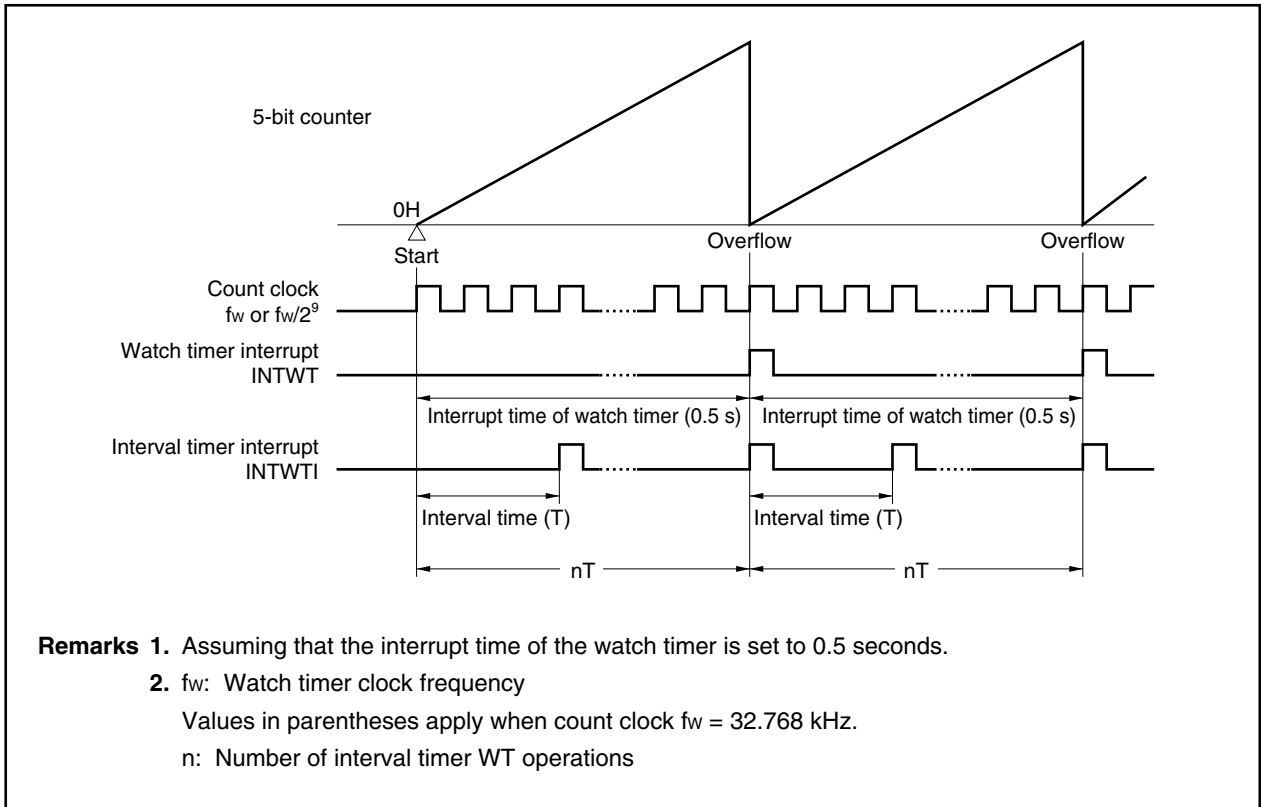 5-bit counter
0H
Start
Overflow
Overflow
Count clock
fw or fw/2⁹
Watch timer interrupt
INTWT
Interrupt time of watch timer (0.5 s)
Interrupt time of watch timer (0.5 s)
Interval timer interrupt
INTWTI
Interval time (T)
Interval time (T)
nT
nT
Remarks 1. Assuming that the interrupt time of the watch timer is set to 0.5 seconds.
2. fw: Watch timer clock frequency
Values in parentheses apply when count clock fw = 32.768 kHz.
n: Number of interval timer WT operations